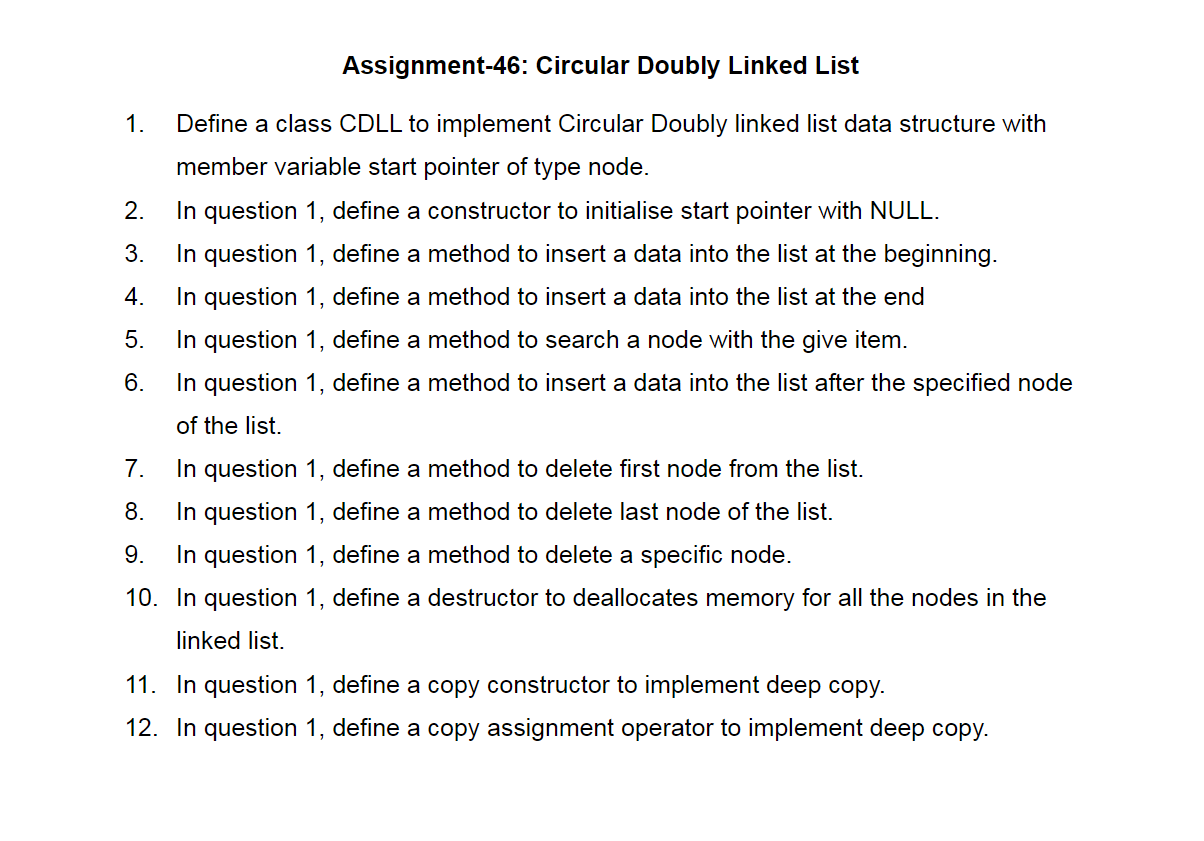 Assignment-46: Circular Doubly Linked List
1. Define a class CDLL to implement Circular Doubly linked list data structure with
member variable start pointer of type node.
2. In question 1, define a constructor to initialise start pointer with NULL.
3. In question 1, define a method to insert a data into the list at the beginning.
4. In question 1, define a method to insert a data into the list at the end
5. In question 1, define a method to search a node with the give item.
6. In question 1, define a method to insert a data into the list after the specified node
of the list.
7. In question 1, define a method to delete first node from the list.
8. In question 1, define a method to delete last node of the list.
9. In question 1, define a method to delete a specific node.
10. In question 1, define a destructor to deallocates memory for all the nodes in the
linked list.
11. In question 1, define a copy constructor to implement deep copy.
12. In question 1, define a copy assignment operator to implement deep copy.